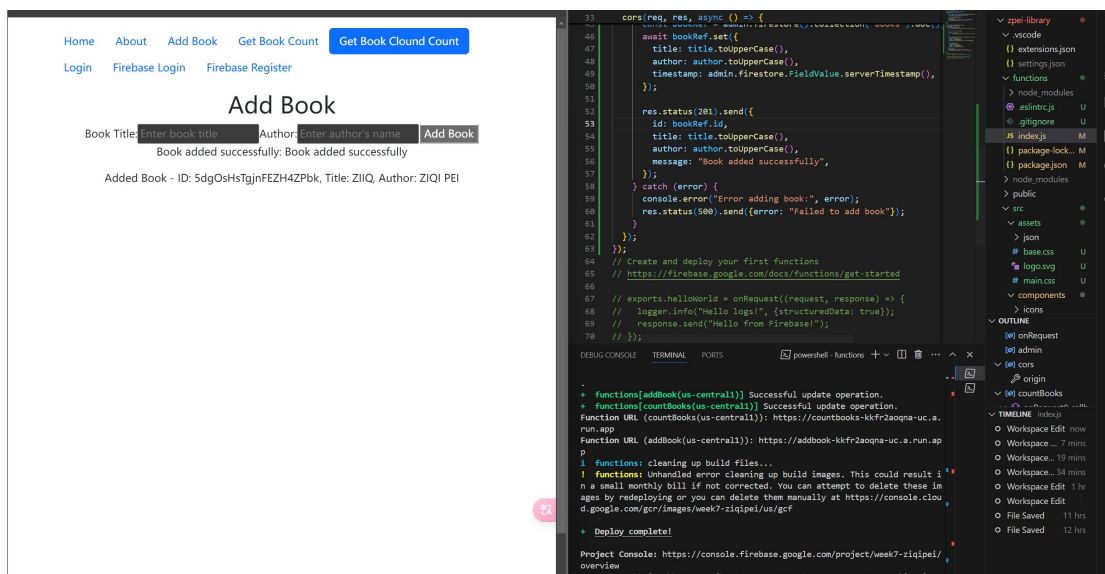 Home About Add Book Get Book Count Get Book Clound Count
Login Firebase Login Firebase Register
Add Book
Book Title: Enter book title Author: Enter author's name Add Book
Book added successfully: Book added successfully
Added Book - ID: 5dgOsHsTgjnFEZH4ZPbk, Title: ZIIQ, Author: ZIQI PEI
33 cors(req, res, async () => {
46 await bookRef.set({
47 title: title.toUpperCase(),
48 author: author.toUpperCase(),
49 timestamp: admin.firestore.FieldValue.serverTimestamp(),
50 });
51
52 res.status(201).send({
53 id: bookRef.id,
54 title: title.toUpperCase(),
55 author: author.toUpperCase(),
56 message: "Book added successfully",
57 });
58 } catch (error) {
59 console.error("Error adding book:", error);
60 res.status(500).send({error: "Failed to add book"});
61 }
62 });
63 });
64 // Create and deploy your first functions
65 // https://firebase.google.com/docs/functions/get-started
66
67 // exports.helloWorld = onRequest((request, response) => {
68 // logger.info("Hello logs!", {structuredData: true});
69 // response.send("Hello from Firebase!");
70 // });
DEBUG CONSOLE TERMINAL PORTS powershell - functions
.
+ functions[addBook(us-central1)] Successful update operation.
+ functions[countBooks(us-central1)] Successful update operation.
Function URL (countBooks(us-central1)): https://countbooks-kkfr2aoqna-uc.a.
run.app
Function URL (addBook(us-central1)): https://addbook-kkfr2aoqna-uc.a.run.ap
p
i functions: cleaning up build files...
! functions: Unhandled error cleaning up build images. This could result i
n a small monthly bill if not corrected. You can attempt to delete these im
ages by redeploying or you can delete them manually at https://console.clou
d.google.com/gcr/images/week7-ziqipei/us/gcf
+ Deploy complete!
Project Console: https://console.firebase.google.com/project/week7-ziqipei/
overview
zpei-library
.vscode
{} extensions.json
{} settings.json
functions
node_modules
.eslintrc.js U
.gitignore U
JS index.js M
{} package-lock... M
{} package.json M
node_modules
public
src
assets
json
# base.css U
logo.svg U
# main.css U
components
icons
OUTLINE
onRequest
admin
cors
origin
countBooks
TIMELINE index.js
Workspace Edit now
Workspace ... 7 mins
Workspace... 19 mins
Workspace... 34 mins
Workspace Edit 1 hr
Workspace Edit
File Saved 11 hrs
File Saved 12 hrs